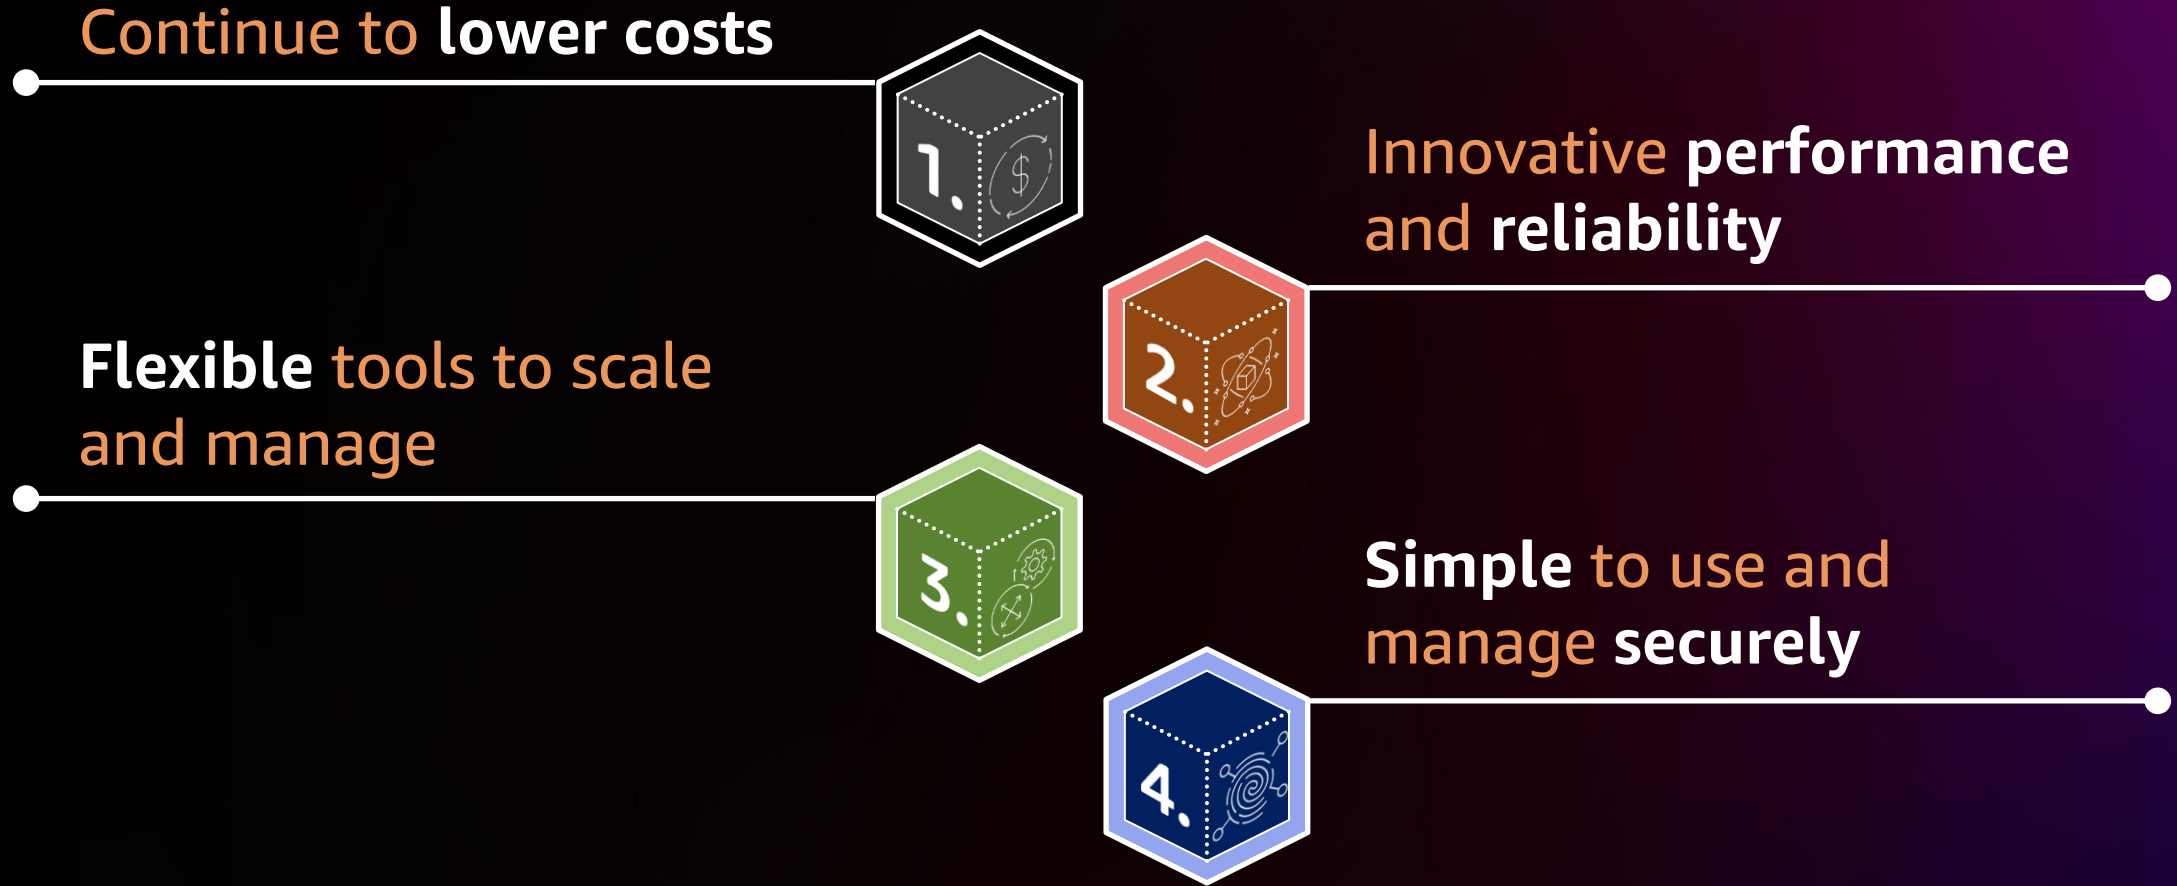 Continue to lower costs
1.
Innovative performance
and reliability
2.
Flexible tools to scale
and manage
3.
Simple to use and
manage securely
4.